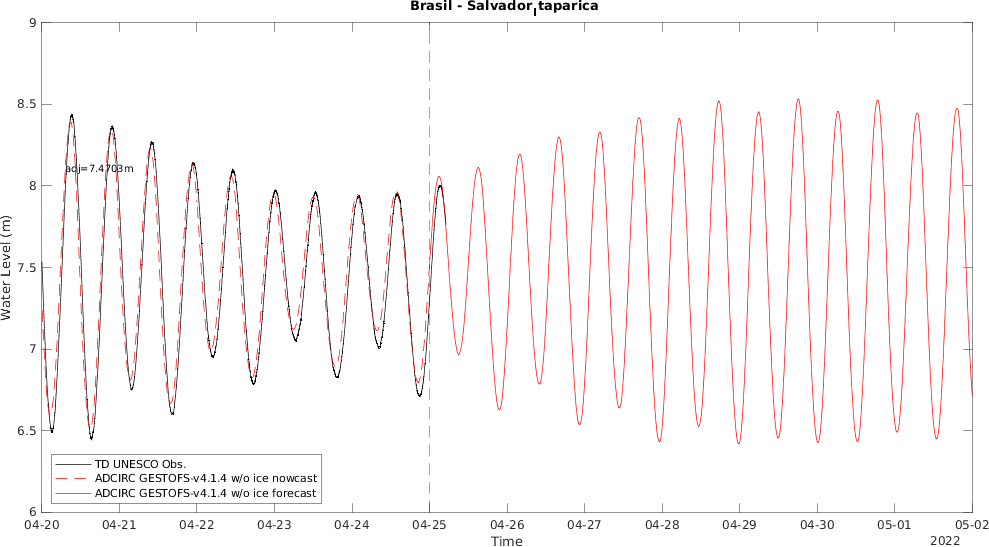 Brasil - Salvador Itaparica
9
8.5
8
7.5
7
6.5
6
Water Level (m)
adj=7.4703m
TD UNESCO Obs.
ADCIRC GESTOFS-v4.1.4 w/o ice nowcast
ADCIRC GESTOFS-v4.1.4 w/o ice forecast
04-20 04-21 04-22 04-23 04-24 04-25 04-26 04-27 04-28 04-29 04-30 05-01 05-02
Time
2022